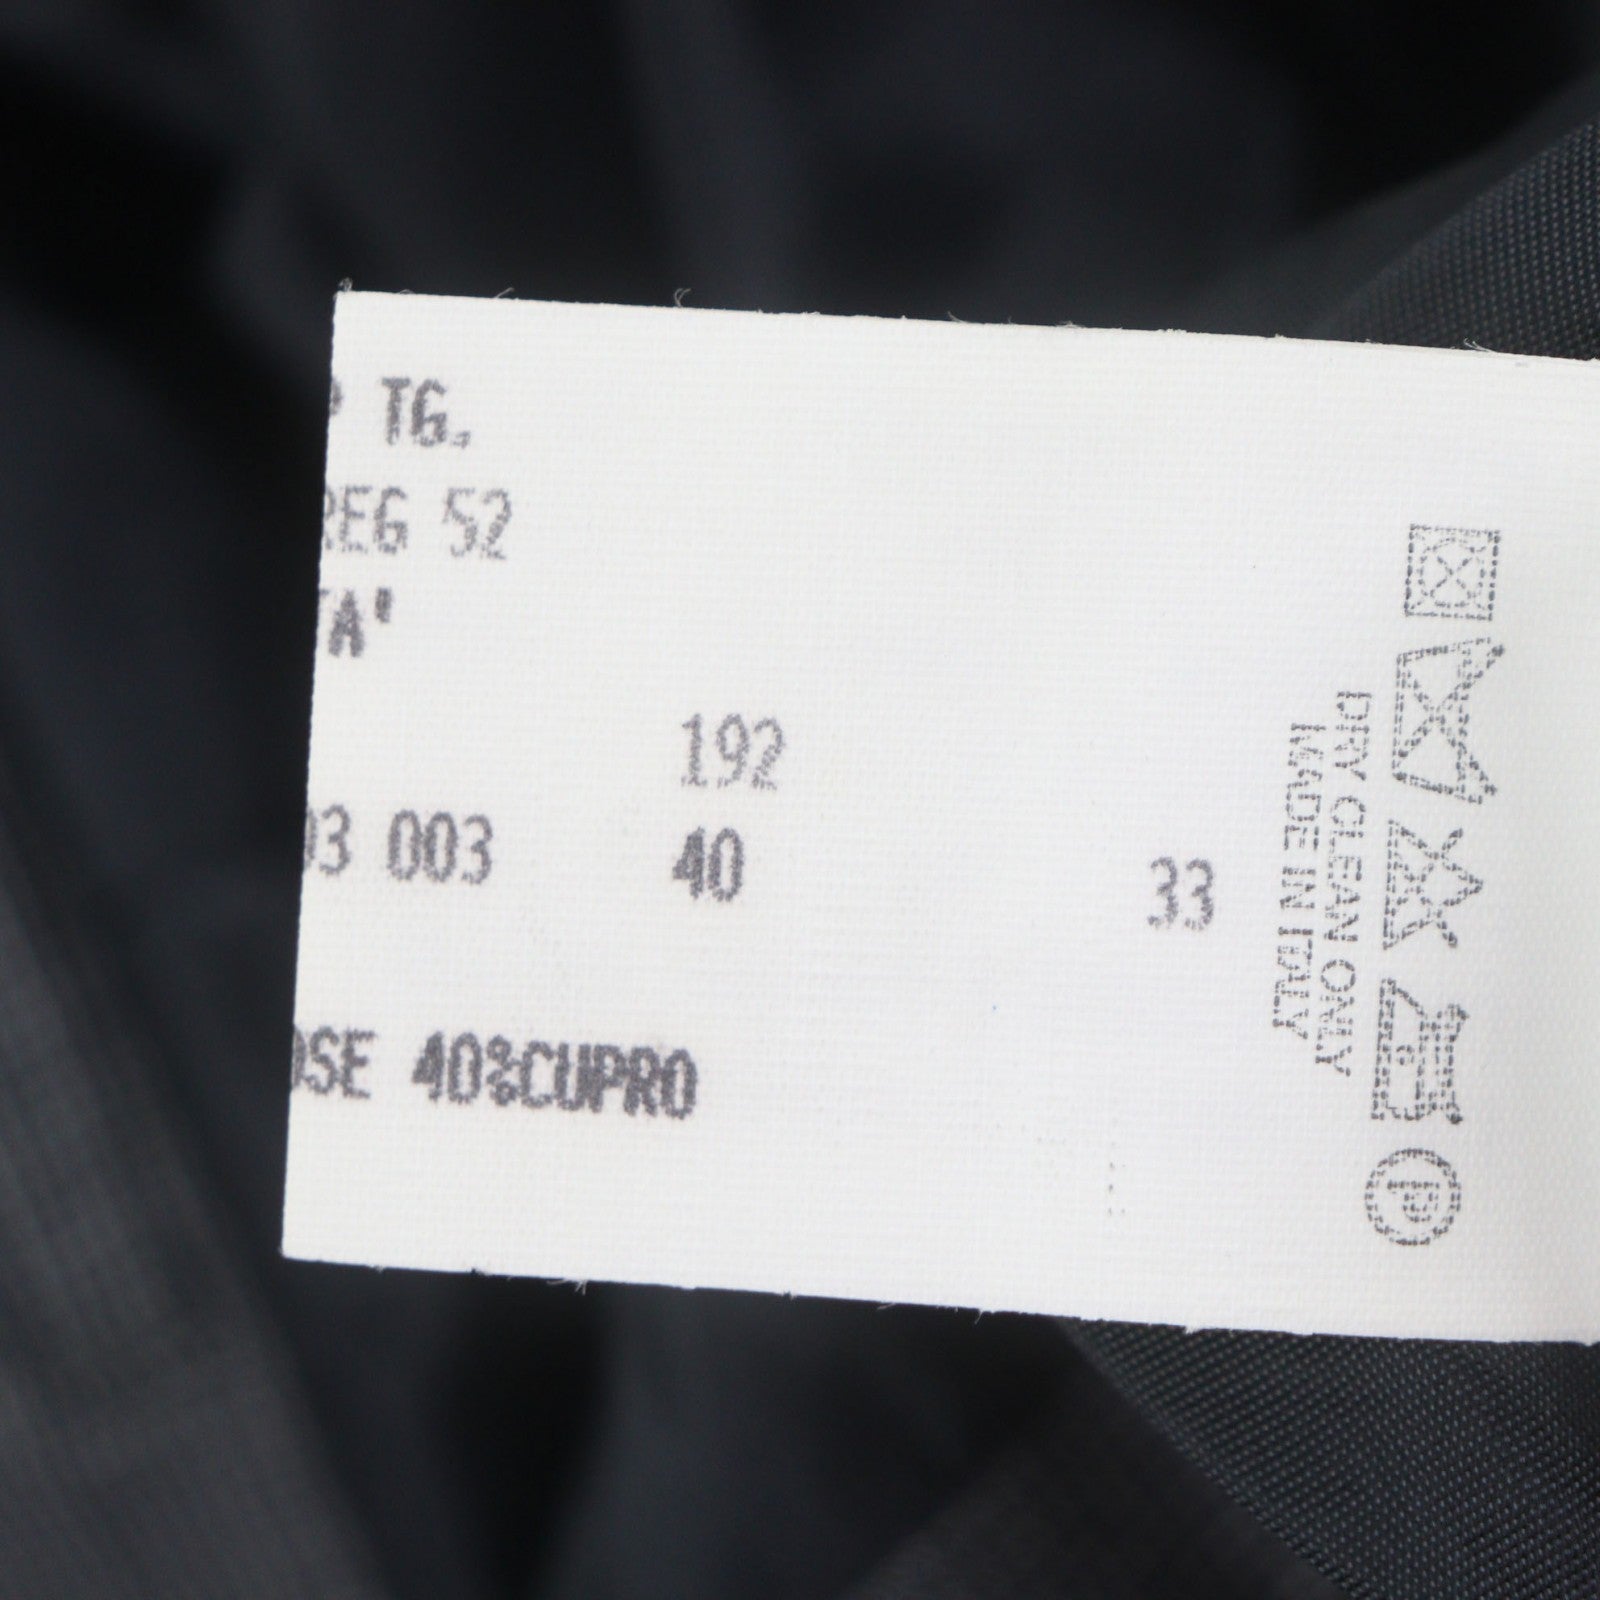 TG.
REG 52
TA'
192
03 003 40 33
OSE 40%CUPRO
DRY CLEAN ONLY
MADE IN ITALY